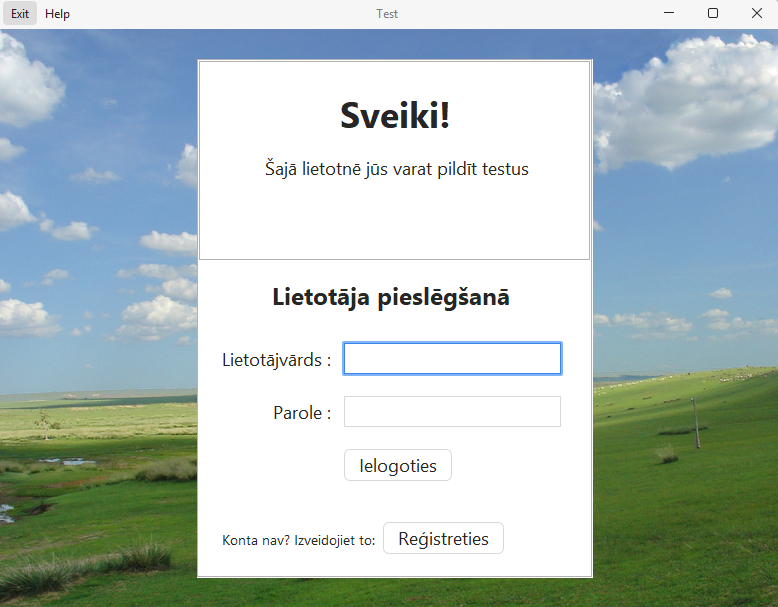 Exit Help Test
Sveiki!
Šajā lietotnē jūs varat pildīt testus
Lietotāja pieslēgšanā
Lietotājvārds :
Parole :
Ielogoties
Konta nav? Izveidojiet to: Reģistreties